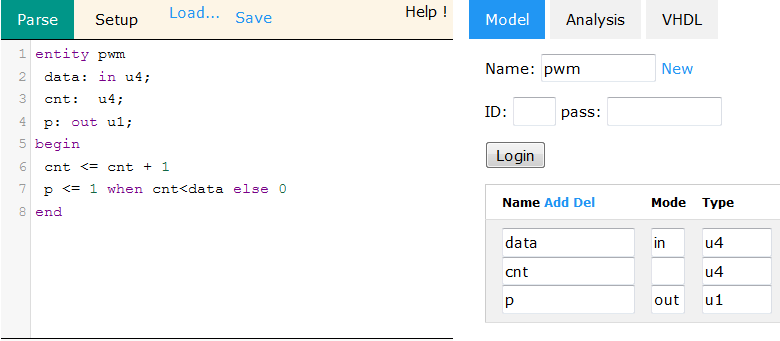 Parse Setup Load... Save Help !
1 entity pwm
2 data: in u4;
3 cnt:  u4;
4 p: out u1;
5 begin
6 cnt <= cnt + 1
7 p <= 1 when cnt<data else 0
8 end
Model Analysis VHDL
Name: pwm New
ID: pass:
Login
Name Add Del Mode Type
data in u4
cnt u4
p out u1